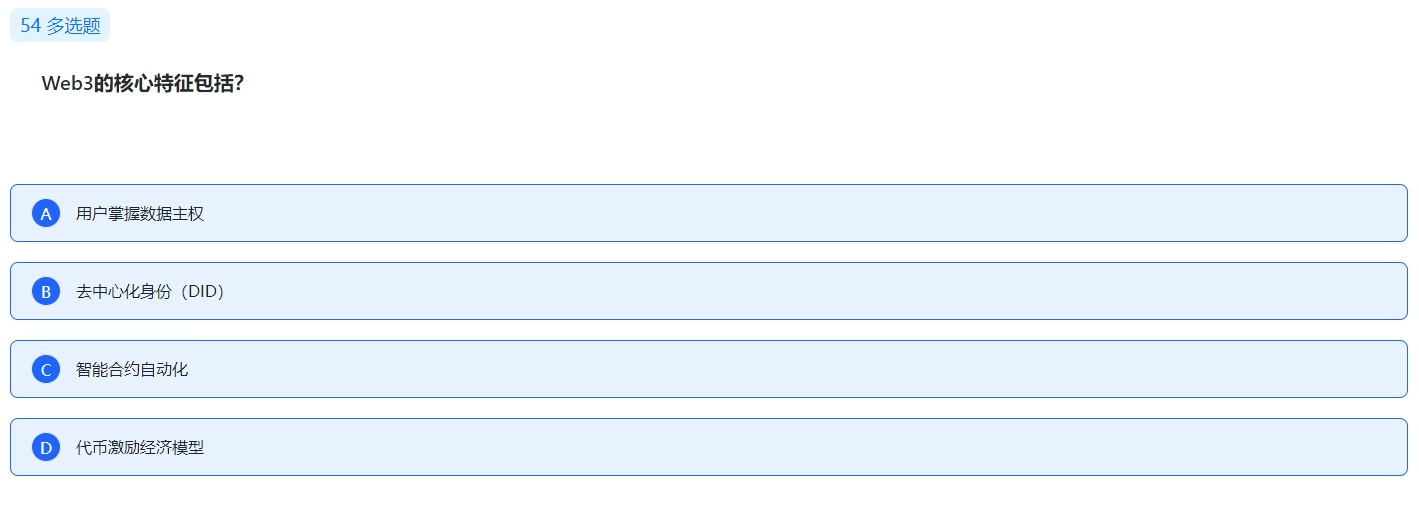 54 多选题
Web3的核心特征包括?
A 用户掌握数据主权
B 去中心化身份（DID）
C 智能合约自动化
D 代币激励经济模型